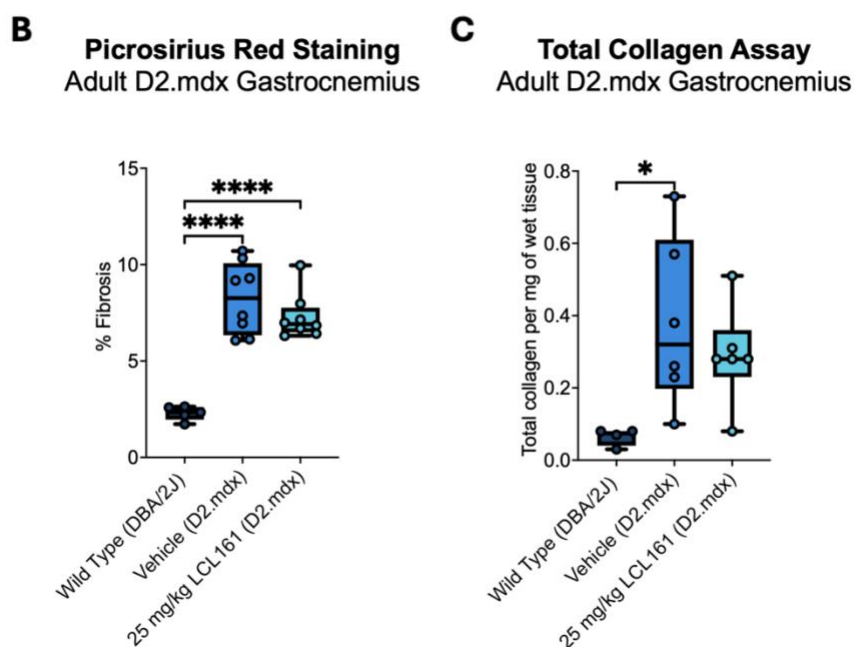 B
Picrosirius Red Staining
Adult D2.mdx Gastrocnemius
% Fibrosis
15
10
5
0
****
****
Wild Type (DBA/2J)
Vehicle (D2.mdx)
25 mg/kg LCL161 (D2.mdx)
C
Total Collagen Assay
Adult D2.mdx Gastrocnemius
Total collagen per mg of wet tissue
0.8
0.6
0.4
0.2
0.0
*
Wild Type (DBA/2J)
Vehicle (D2.mdx)
25 mg/kg LCL161 (D2.mdx)